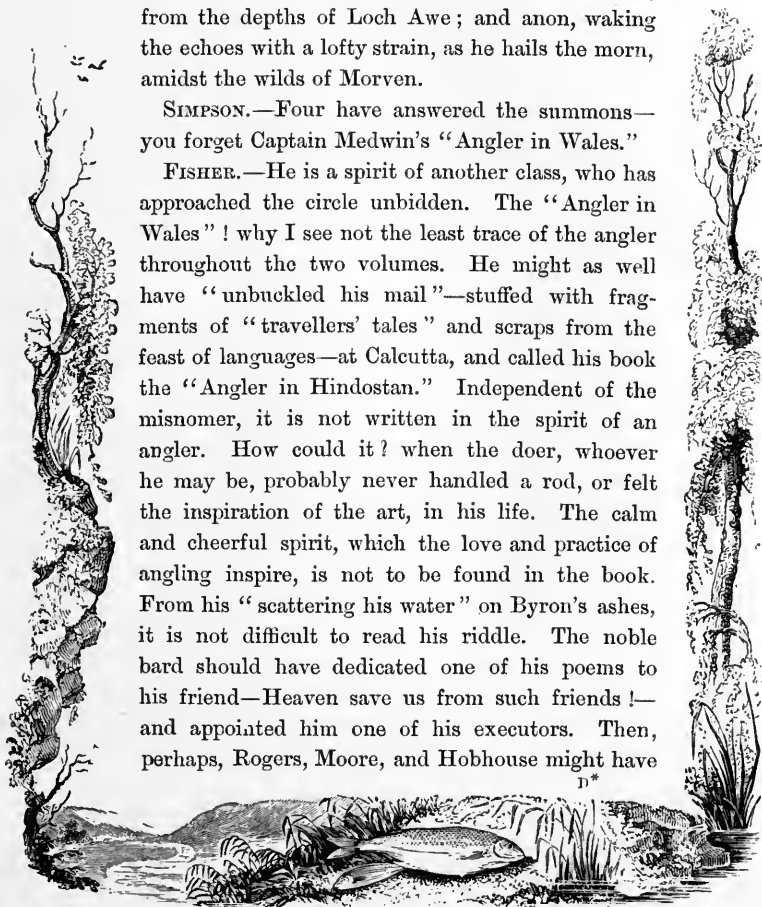 from the depths of Loch Awe ; and anon, waking
the echoes with a lofty strain, as he hails the morn,
amidst the wilds of Morven.
SIMPSON.—Four have answered the summons—
you forget Captain Medwin's "Angler in Wales."
FISHER.—He is a spirit of another class, who has
approached the circle unbidden. The "Angler in
Wales" ! why I see not the least trace of the angler
throughout the two volumes. He might as well
have "unbuckled his mail"—stuffed with frag-
ments of "travellers' tales" and scraps from the
feast of languages—at Calcutta, and called his book
the "Angler in Hindostan." Independent of the
misnomer, it is not written in the spirit of an
angler. How could it ? when the doer, whoever
he may be, probably never handled a rod, or felt
the inspiration of the art, in his life. The calm
and cheerful spirit, which the love and practice of
angling inspire, is not to be found in the book.
From his "scattering his water" on Byron's ashes,
it is not difficult to read his riddle. The noble
bard should have dedicated one of his poems to
his friend—Heaven save us from such friends !—
and appointed him one of his executors. Then,
perhaps, Rogers, Moore, and Hobhouse might have
D*